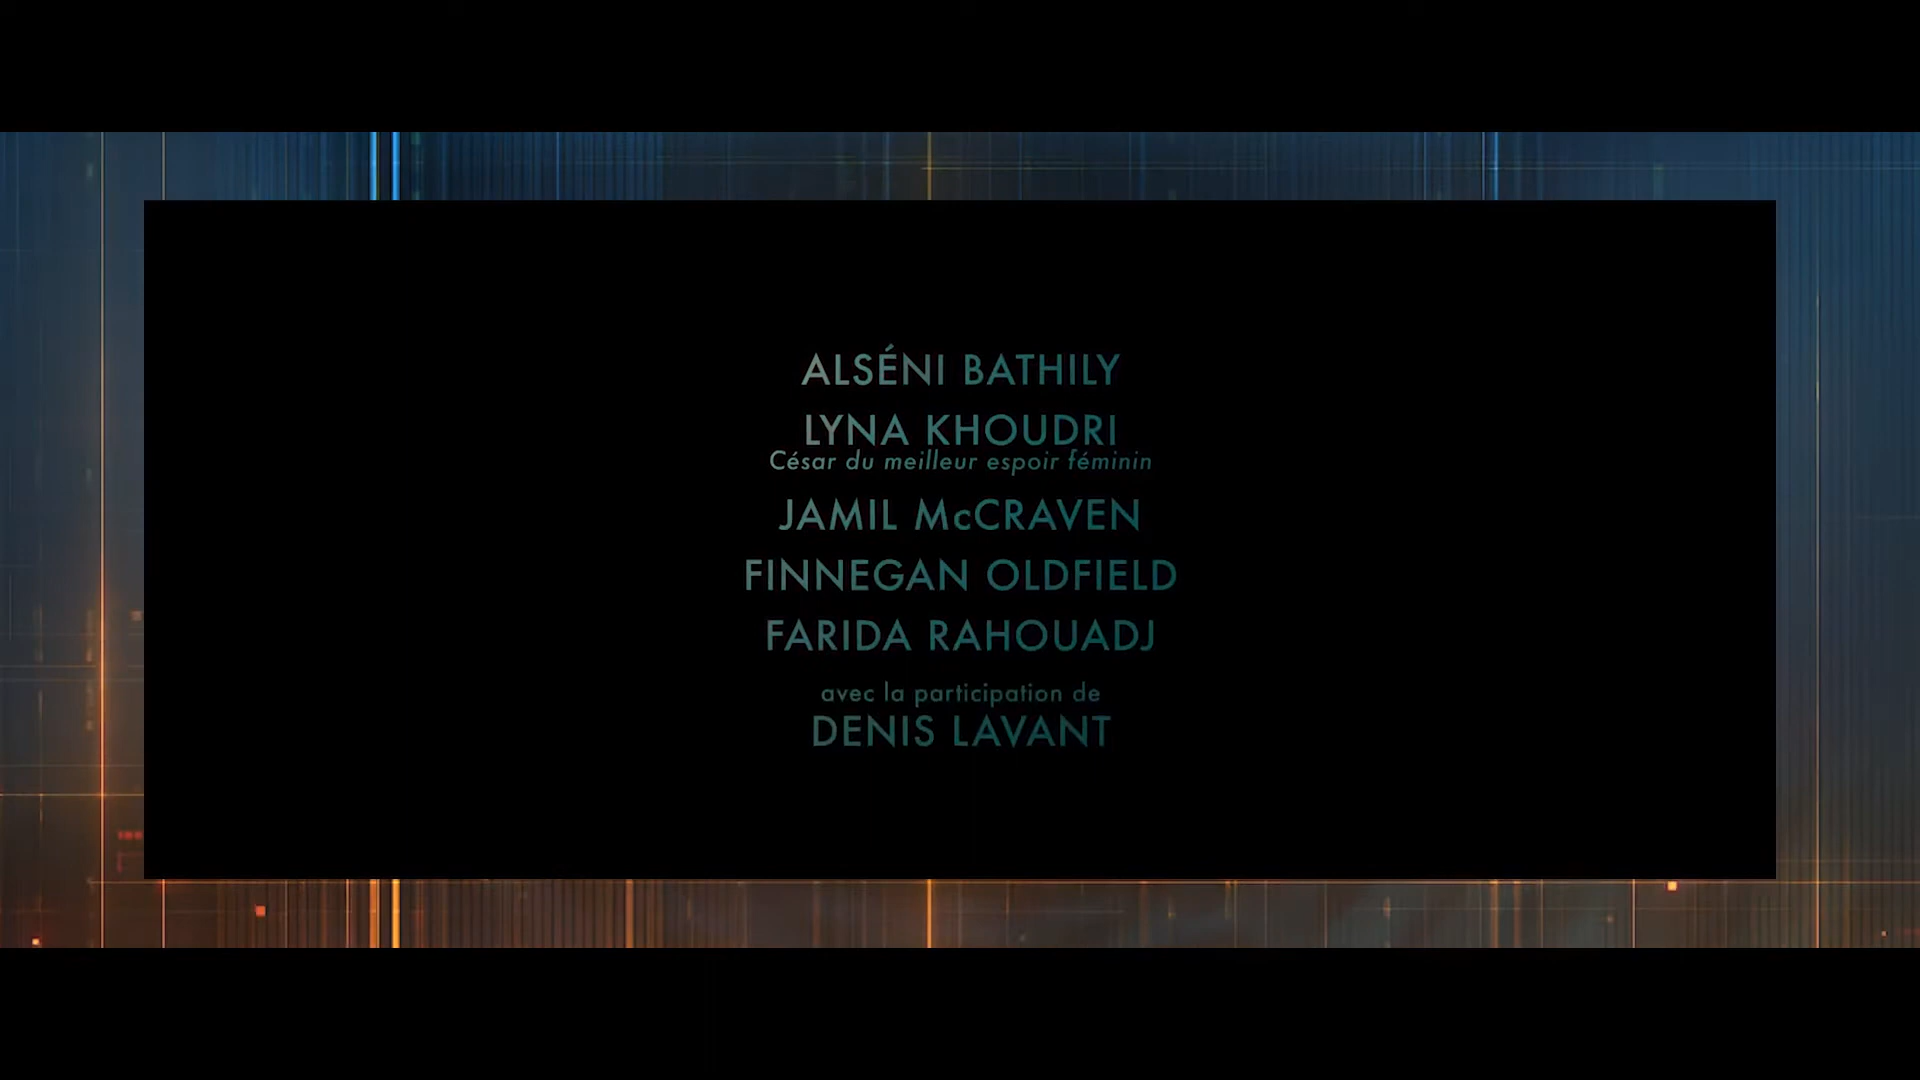 ALSÉNI BATHILY
LYNA KHOUDRI
César du meilleur espoir féminin
JAMIL McCRAVEN
FINNEGAN OLDFIELD
FARIDA RAHOUADJ
avec la participation de
DENIS LAVANT